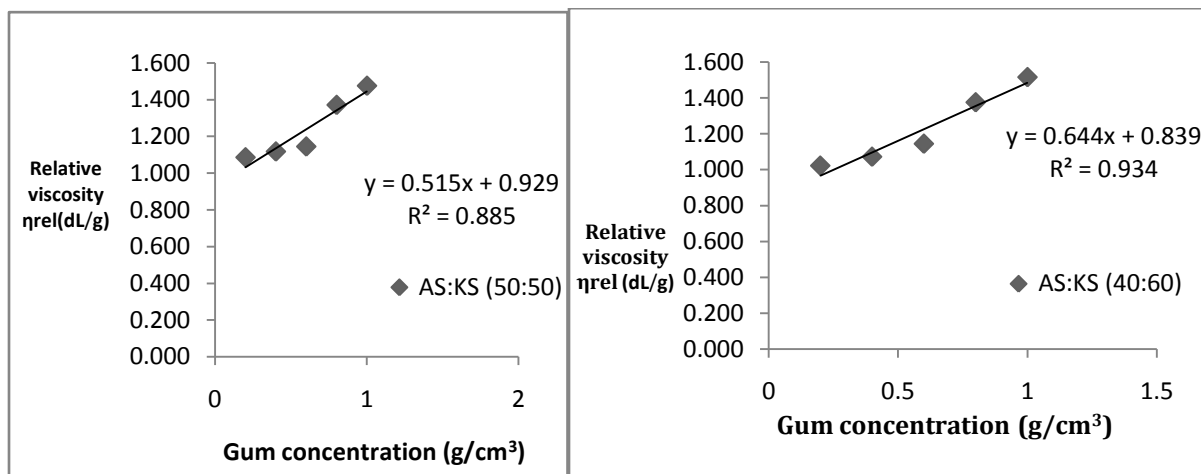 1.600
1.400
1.200
1.000
0.800
0.600
0.400
0.200
0.000
Relative
viscosity
ηrel(dL/g)
y = 0.515x + 0.929
R² = 0.885
AS:KS (50:50)
0 1 2
Gum concentration (g/cm³)
1.600
1.400
1.200
1.000
0.800
0.600
0.400
0.200
0.000
Relative
viscosity
ηrel (dL/g)
y = 0.644x + 0.839
R² = 0.934
AS:KS (40:60)
0 0.5 1 1.5
Gum concentration (g/cm³)